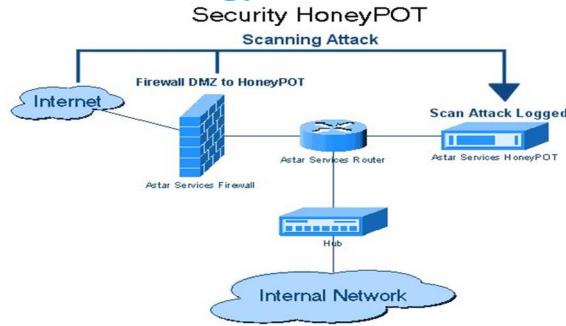 Security HoneyPOT
Scanning Attack
Firewall DMZ to HoneyPOT
Internet
Scan Attack Logged
Astar Services Router
Astar Services HoneyPOT
Astar Services Firewall
Hub
Internal Network